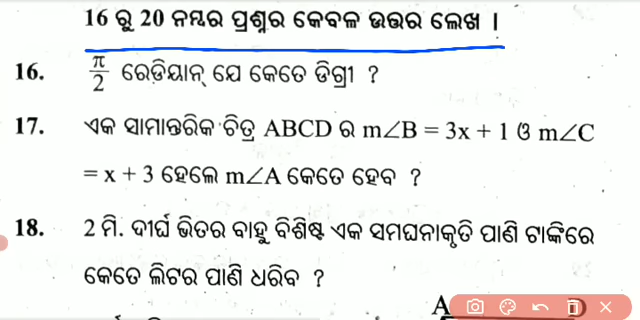 16 ରୁ 20 ନମ୍ବର ପ୍ରଶ୍ନର କେବଳ ଉତ୍ତର ଲେଖ ।
16. π/2 ରେଡ଼ିୟାନ୍ ଯେ କେତେ ଡିଗ୍ରୀ ?
17. ଏକ ସାମାନ୍ତରିକ ଚିତ୍ର ABCD ର m∠B = 3x + 1 ଓ m∠C
= x + 3 ହେଲେ m∠A କେତେ ହେବ ?
18. 2 ମି. ଦୀର୍ଘ ଭିତର ବାହୁ ବିଶିଷ୍ଟ ଏକ ସମଘନାକୃତି ପାଣି ଟାଙ୍କିରେ
କେତେ ଲିଟର ପାଣି ଧରିବ ?
A D